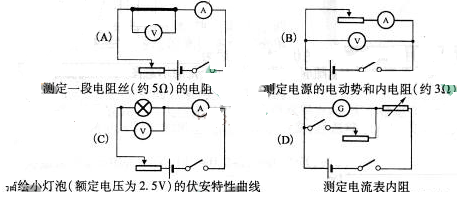 A
V
(A)
测定一段电阻丝(约5Ω)的电阻
A
V
(B)
测定电源的电动势和内电阻(约3Ω)
A
V
(C)
绘小灯泡(额定电压为2.5V)的伏安特性曲线
G
(D)
测定电流表内阻